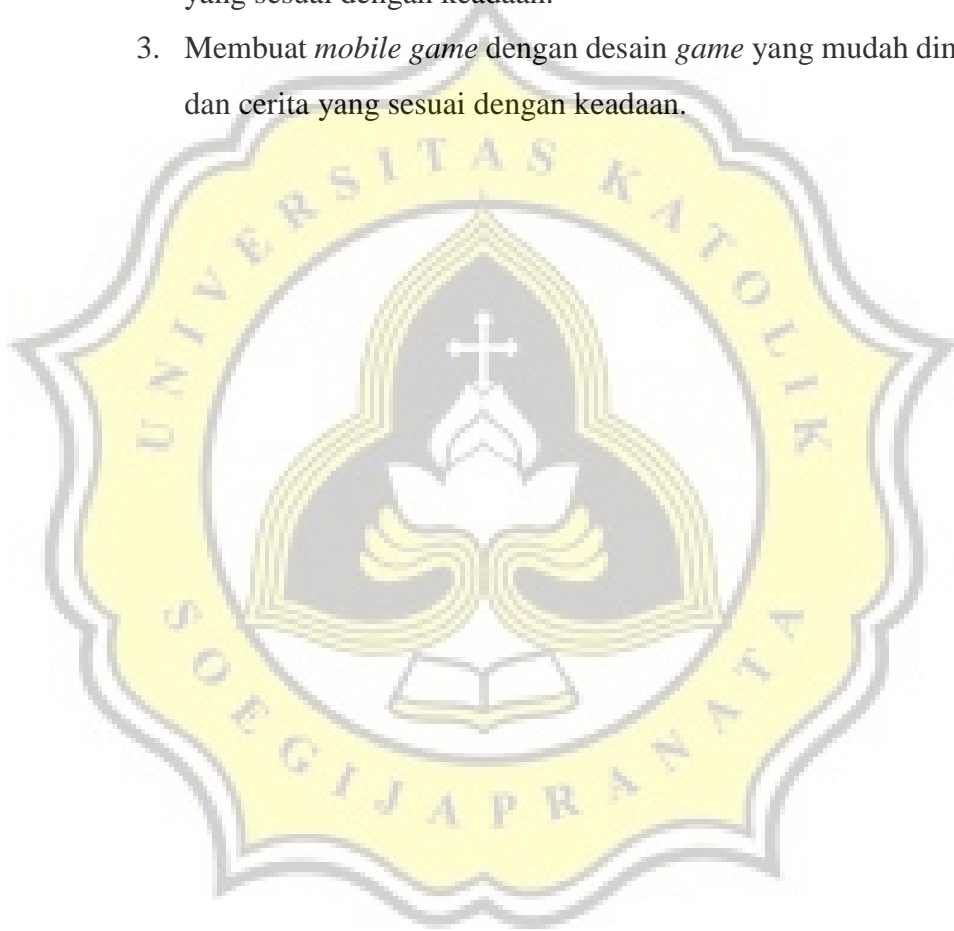 yang sesuai dengan keadaan.
3. Membuat mobile game dengan desain game yang mudah
dan cerita yang sesuai dengan keadaan.
UNIVERSITAS KATOLIK
SOEGIJAPRANATA